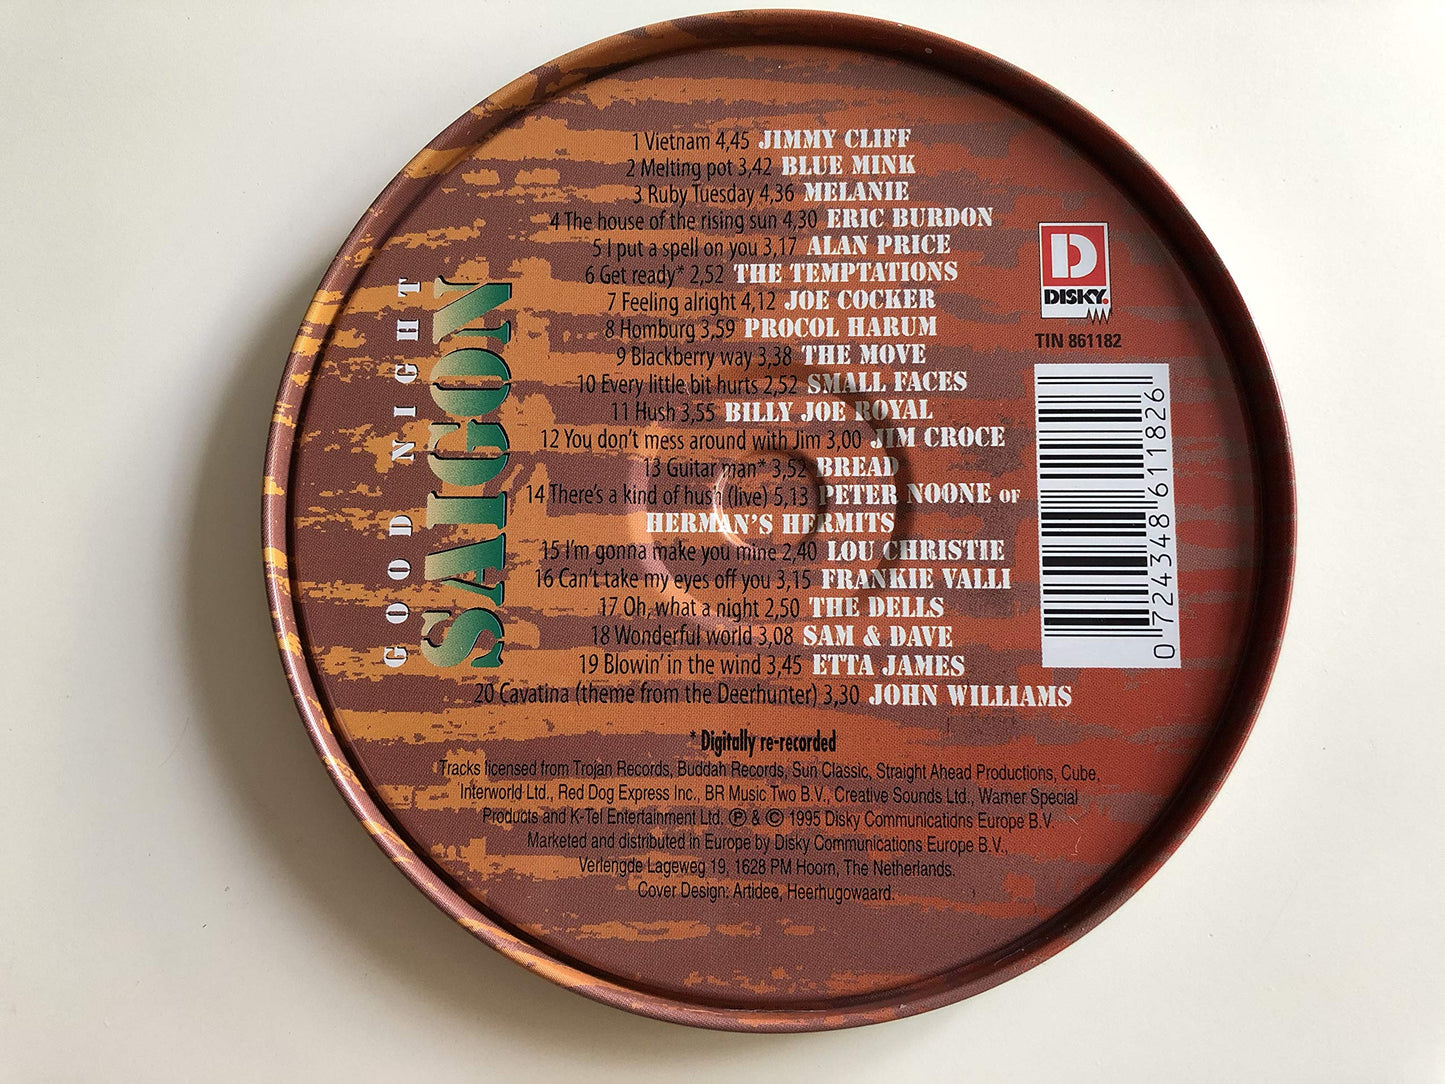 GOOD NIGHT
SAIGON
1 Vietnam 4,45 JIMMY CLIFF
2 Melting pot 3,42 BLUE MINK
3 Ruby Tuesday 4,36 MELANIE
4 The house of the rising sun 4,30 ERIC BURDON
5 I put a spell on you 3,17 ALAN PRICE
6 Get ready* 2,52 THE TEMPTATIONS
7 Feeling alright 4,12 JOE COCKER
8 Homburg 3,59 PROCOL HARUM
9 Blackberry way 3,38 THE MOVE
10 Every little bit hurts 2,52 SMALL FACES
11 Hush 3,55 BILLY JOE ROYAL
12 You don't mess around with Jim 3,00 JIM CROCE
13 Guitar man* 3,52 BREAD
14 There's a kind of hush (live) 5,13 PETER NOONE OF
HERMAN'S HERMITS
15 I'm gonna make you mine 2,40 LOU CHRISTIE
16 Can't take my eyes off you 3,15 FRANKIE VALLI
17 Oh, what a night 2,50 THE DELLS
18 Wonderful world 3,08 SAM & DAVE
19 Blowin' in the wind 3,45 ETTA JAMES
20 Cavatina (theme from the Deerhunter) 3,30 JOHN WILLIAMS
* Digitally re-recorded
Tracks licensed from Trojan Records, Buddah Records, Sun Classic, Straight Ahead Productions, Cube,
Interworld Ltd., Red Dog Express Inc., BR Music Two B.V., Creative Sounds Ltd., Warner Special
Products and K-Tel Entertainment Ltd. ℗ & © 1995 Disky Communications Europe B.V.
Marketed and distributed in Europe by Disky Communications Europe B.V.,
Verlengde Lageweg 19, 1628 PM Hoorn, The Netherlands.
Cover Design: Artidee, Heerhugowaard.
D
DISKY.
TIN 861182
0 724348 611826